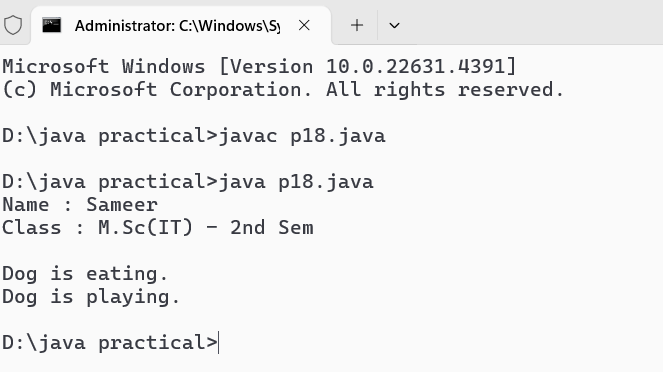 Administrator: C:\Windows\Sy
Microsoft Windows [Version 10.0.22631.4391]
(c) Microsoft Corporation. All rights reserved.
D:\java practical>javac p18.java
D:\java practical>java p18.java
Name : Sameer
Class : M.Sc(IT) - 2nd Sem
Dog is eating.
Dog is playing.
D:\java practical>